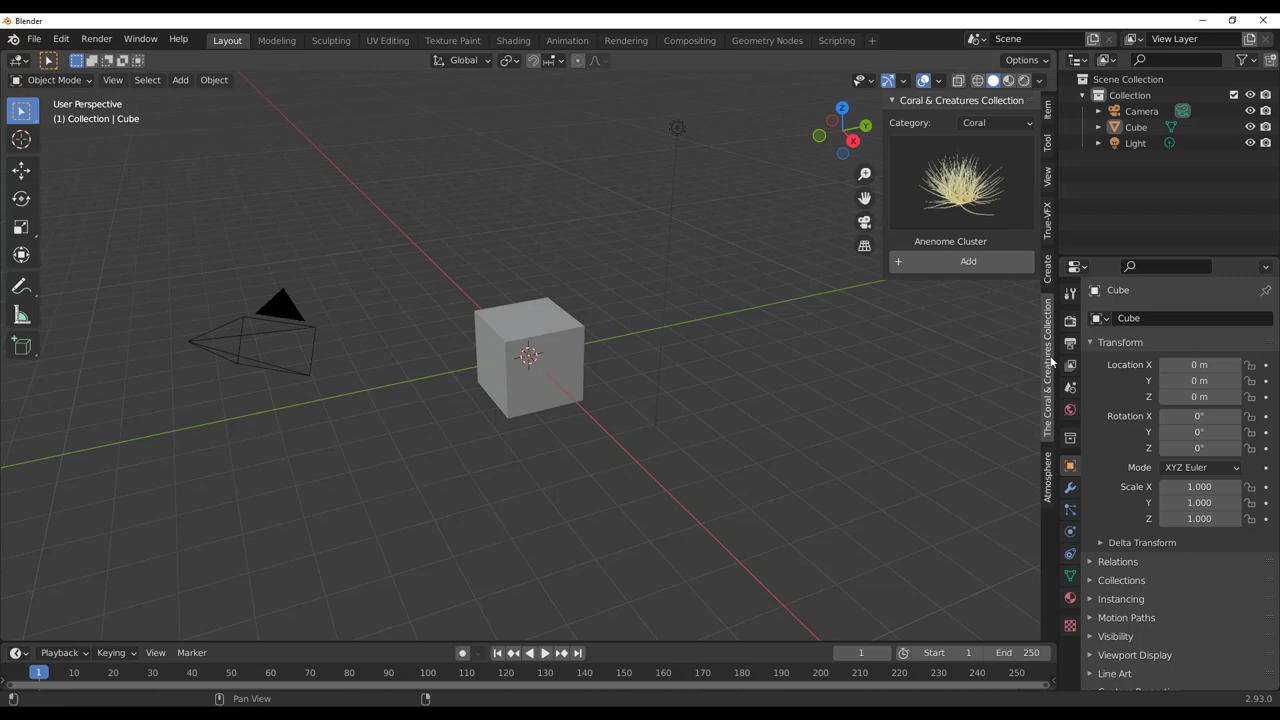 Blender
File Edit Render Window Help
Layout Modeling Sculpting UV Editing Texture Paint Shading Animation Rendering Compositing Geometry Nodes Scripting +
Scene
View Layer
Global
Options
Object Mode View Select Add Object
User Perspective
(1) Collection | Cube
Z
Y
X
Coral & Creatures Collection
Category: Coral
Anenome Cluster
+ Add
Item
Tool
View
True-VFX
Create
The Coral & Creatures Collection
Atmosphere
Scene Collection
Collection
Camera
Cube
Light
Cube
Cube
Transform
Location X 0 m
Y 0 m
Z 0 m
Rotation X 0°
Y 0°
Z 0°
Mode XYZ Euler
Scale X 1.000
Y 1.000
Z 1.000
Delta Transform
Relations
Collections
Instancing
Motion Paths
Visibility
Viewport Display
Line Art
Playback Keying View Marker
1
Start 1
End 250
1 10 20 30 40 50 60 70 80 90 100 110 120 130 140 150 160 170 180 190 200 210 220 230 240 250
Pan View
2.93.0